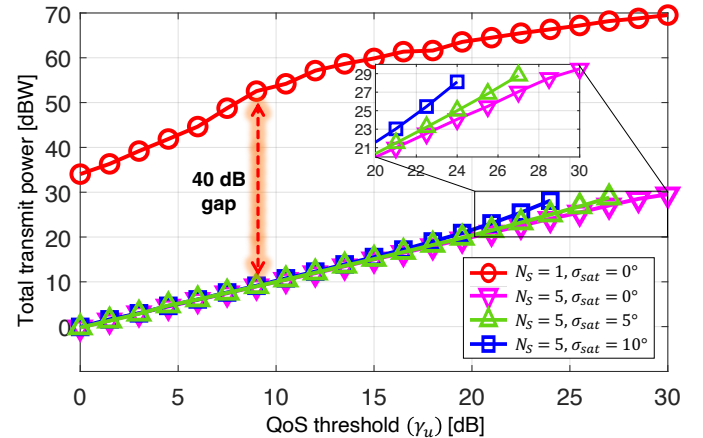 70
60
50
40
30
20
10
0
Total transmit power [dBW]
40 dB
gap
29
27
25
23
21
20 22 24 26 28 30
N_S = 1, σ_sat = 0°
N_S = 5, σ_sat = 0°
N_S = 5, σ_sat = 5°
N_S = 5, σ_sat = 10°
0 5 10 15 20 25 30
QoS threshold (γ_u) [dB]